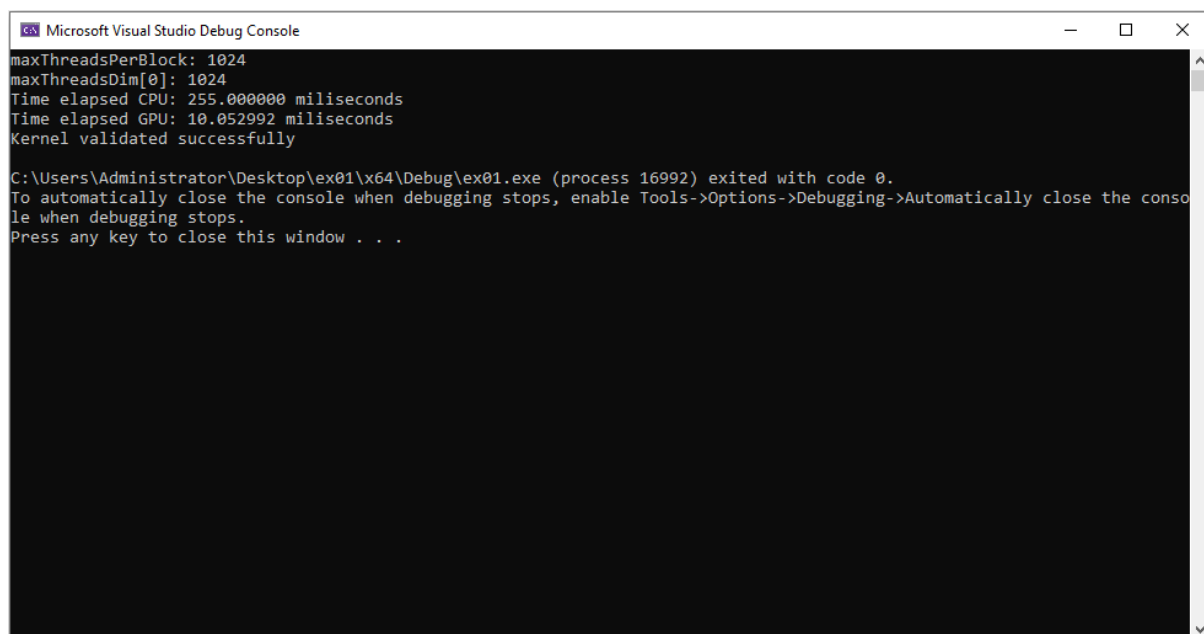 Microsoft Visual Studio Debug Console
maxThreadsPerBlock: 1024
maxThreadsDim[0]: 1024
Time elapsed CPU: 255.000000 miliseconds
Time elapsed GPU: 10.052992 miliseconds
Kernel validated successfully
C:\Users\Administrator\Desktop\ex01\x64\Debug\ex01.exe (process 16992) exited with code 0.
To automatically close the console when debugging stops, enable Tools->Options->Debugging->Automatically close the conso
le when debugging stops.
Press any key to close this window . . .